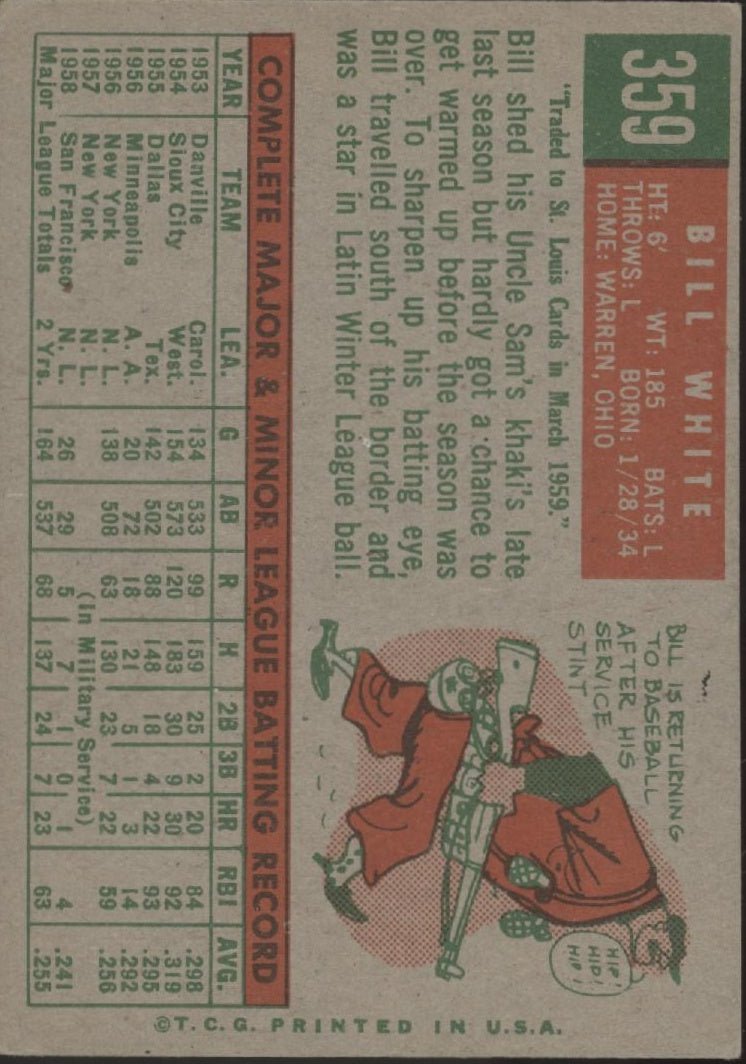 359
BILL WHITE
HT: 6' WT: 185 BATS: L
THROWS: L BORN: 1/28/34
HOME: WARREN, OHIO
"Traded to St. Louis Cards in March 1959."
Bill shed his Uncle Sam's khaki's late
last season but hardly got a chance to
get warmed up before the season was
over. To sharpen up his batting eye,
Bill travelled south of the border and
was a star in Latin Winter League ball.
BILL IS RETURNING
TO BASEBALL
AFTER HIS
SERVICE
STINT
HIP!
HIP!
HIP!
COMPLETE MAJOR & MINOR LEAGUE BATTING RECORD
YEAR TEAM LEA. G AB R H 2B 3B HR RBI AVG.
1953 Danville Carol. 134 533 99 159 25 2 20 84 .298
1954 Sioux City West. 154 573 120 183 30 9 30 92 .319
1955 Dallas Tex. 142 502 88 148 18 4 22 93 .295
1956 Minneapolis A. A. 20 72 18 21 5 1 3 14 .292
1956 New York N. L. 138 508 63 130 23 7 22 59 .256
1957 New York N. L. (In Military Service)
1958 San Francisco N. L. 26 29 5 7 1 0 1 4 .241
Major League Totals 2 Yrs. 164 537 68 137 24 7 23 63 .255
©T.C.G. PRINTED IN U.S.A.